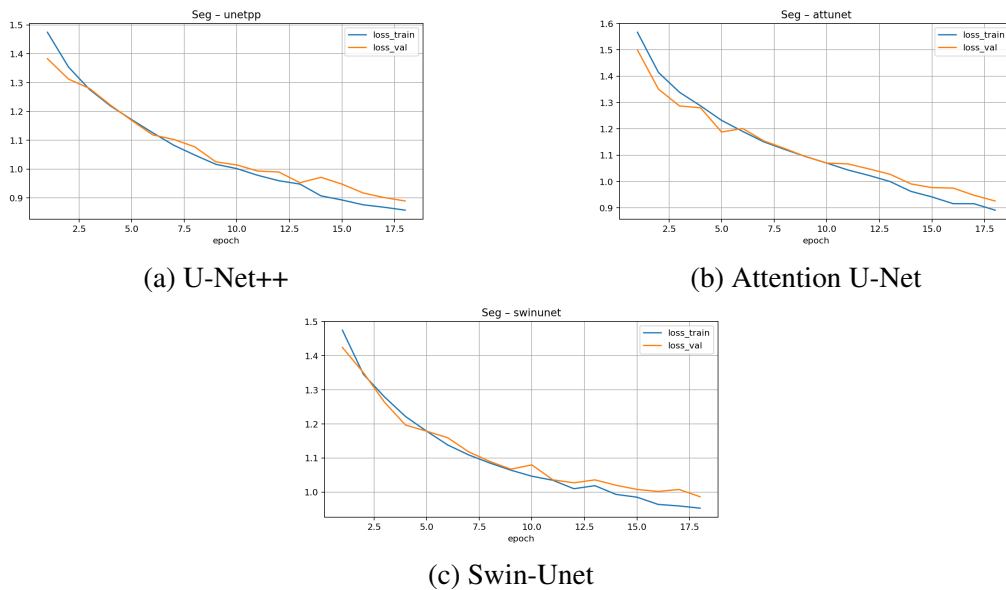 Seg – unetpp
loss_train
loss_val
1.5
1.4
1.3
1.2
1.1
1.0
0.9
2.5
5.0
7.5
10.0
12.5
15.0
17.5
epoch
(a) U-Net++
Seg – attunet
loss_train
loss_val
1.6
1.5
1.4
1.3
1.2
1.1
1.0
0.9
2.5
5.0
7.5
10.0
12.5
15.0
17.5
epoch
(b) Attention U-Net
Seg – swinunet
loss_train
loss_val
1.5
1.4
1.3
1.2
1.1
1.0
2.5
5.0
7.5
10.0
12.5
15.0
17.5
epoch
(c) Swin-Unet